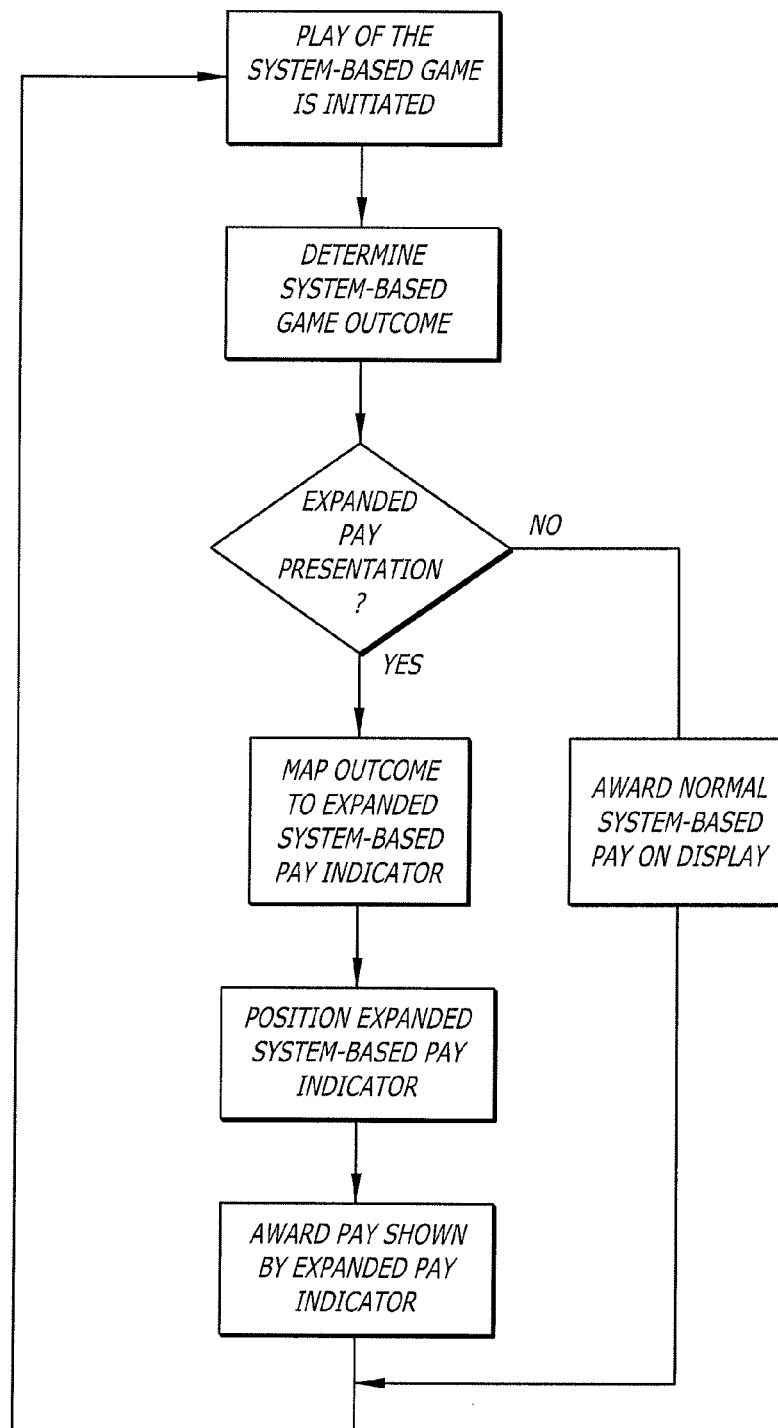 PLAY OF THE
SYSTEM-BASED GAME
IS INITIATED
DETERMINE
SYSTEM-BASED
GAME OUTCOME
EXPANDED
PAY
PRESENTATION
?
NO
YES
MAP OUTCOME
TO EXPANDED
SYSTEM-BASED
PAY INDICATOR
AWARD NORMAL
SYSTEM-BASED
PAY ON DISPLAY
POSITION EXPANDED
SYSTEM-BASED PAY
INDICATOR
AWARD PAY SHOWN
BY EXPANDED PAY
INDICATOR